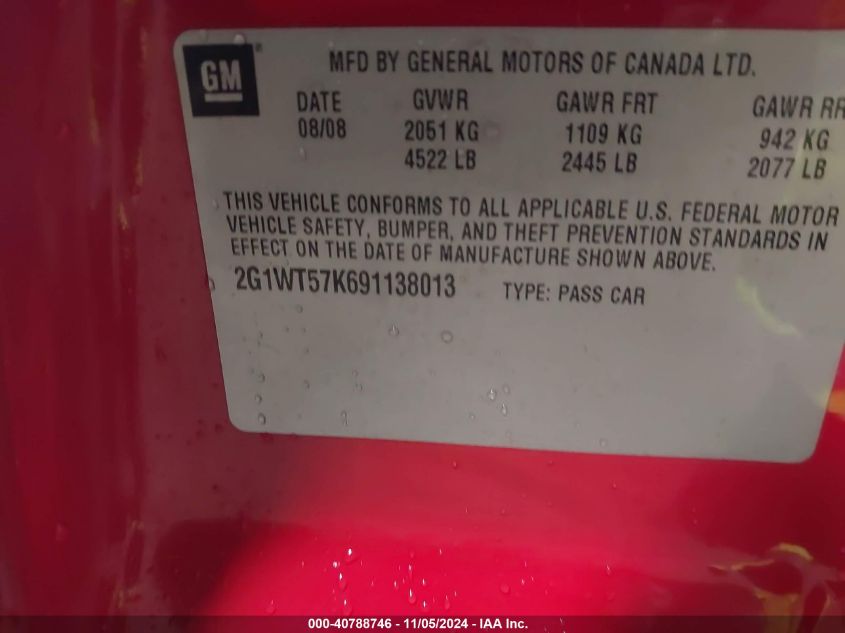 GM ®
MFD BY GENERAL MOTORS OF CANADA LTD.
DATE GVWR GAWR FRT GAWR RR
08/08 2051 KG 1109 KG 942 KG
4522 LB 2445 LB 2077 LB
THIS VEHICLE CONFORMS TO ALL APPLICABLE U.S. FEDERAL MOTOR
VEHICLE SAFETY, BUMPER, AND THEFT PREVENTION STANDARDS IN
EFFECT ON THE DATE OF MANUFACTURE SHOWN ABOVE.
2G1WT57K691138013 TYPE: PASS CAR
000-40788746 - 11/05/2024 - IAA Inc.